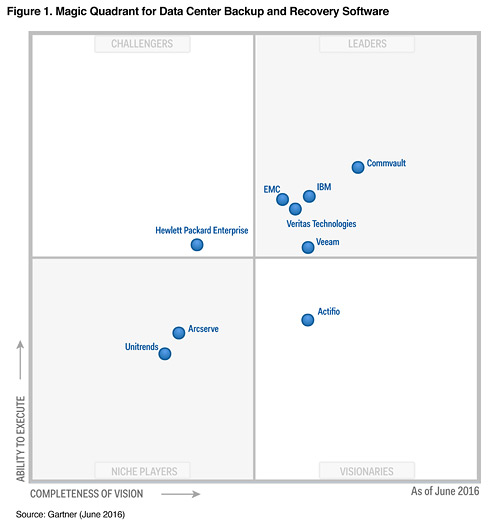 Figure 1. Magic Quadrant for Data Center Backup and Recovery Software
CHALLENGERS
LEADERS
Commvault
EMC
IBM
Veritas Technologies
Hewlett Packard Enterprise
Veeam
Actifio
Arcserve
Unitrends
ABILITY TO EXECUTE
NICHE PLAYERS
VISIONARIES
COMPLETENESS OF VISION
As of June 2016
Source: Gartner (June 2016)